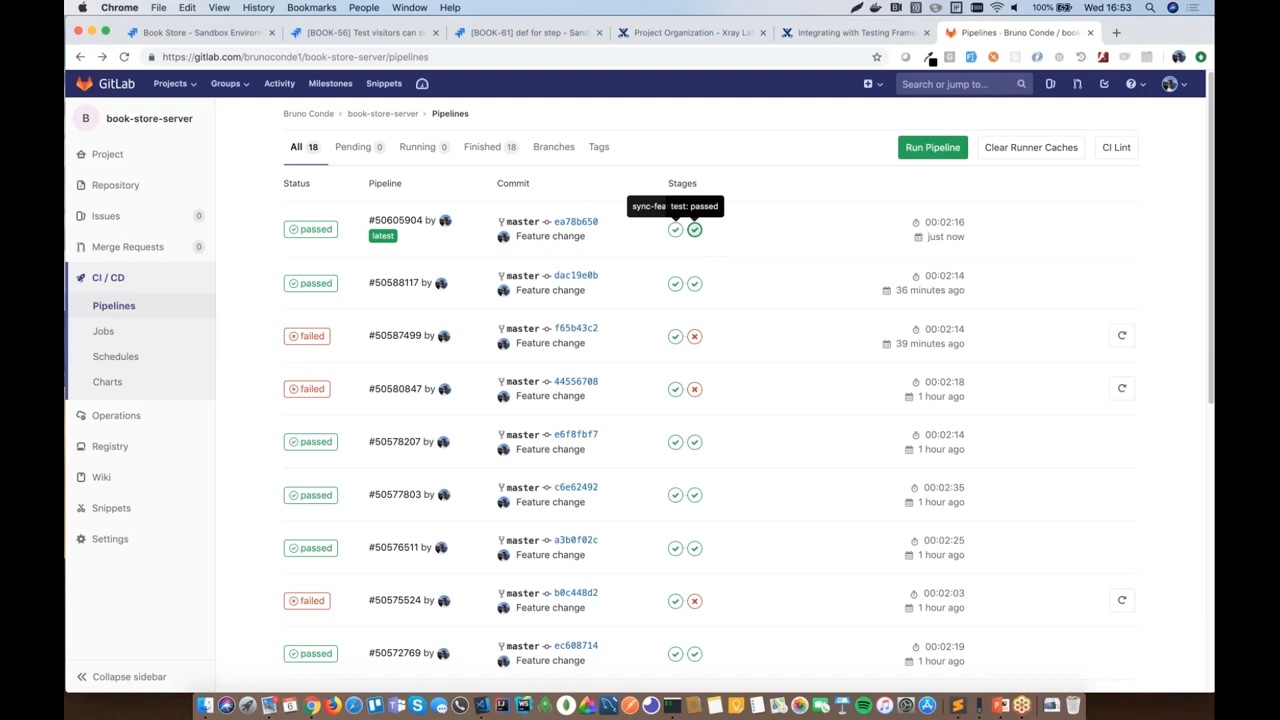 Chrome File Edit View History Bookmarks People Window Help 100% Wed 16:53
Book Store - Sandbox Environ [BOOK-56] Test visitors can s [BOOK-61] def for step - Sand Project Organization - Xray La Integrating with Testing Fram Pipelines · Bruno Conde / book
https://gitlab.com/brunoconde1/book-store-server/pipelines
GitLab Projects Groups Activity Milestones Snippets Search or jump to...
B book-store-server
Bruno Conde book-store-server Pipelines
All 18 Pending 0 Running 0 Finished 18 Branches Tags Run Pipeline Clear Runner Caches CI Lint
Project
Repository
Issues 0
Merge Requests 0
CI / CD
Pipelines
Jobs
Schedules
Charts
Operations
Registry
Wiki
Snippets
Settings
Collapse sidebar
Status Pipeline Commit Stages
sync-fea test: passed
passed #50605904 by master ea78b650 00:02:16
latest Feature change just now
passed #50588117 by master dac19e0b 00:02:14
Feature change 36 minutes ago
failed #50587499 by master f65b43c2 00:02:14
Feature change 39 minutes ago
failed #50580847 by master 44556708 00:02:18
Feature change 1 hour ago
passed #50578207 by master e6f8fbf7 00:02:14
Feature change 1 hour ago
passed #50577803 by master c6e62492 00:02:35
Feature change 1 hour ago
passed #50576511 by master a3b0f02c 00:02:25
Feature change 1 hour ago
failed #50575524 by master b0c448d2 00:02:03
Feature change 1 hour ago
passed #50572769 by master ec608714 00:02:19
Feature change 1 hour ago